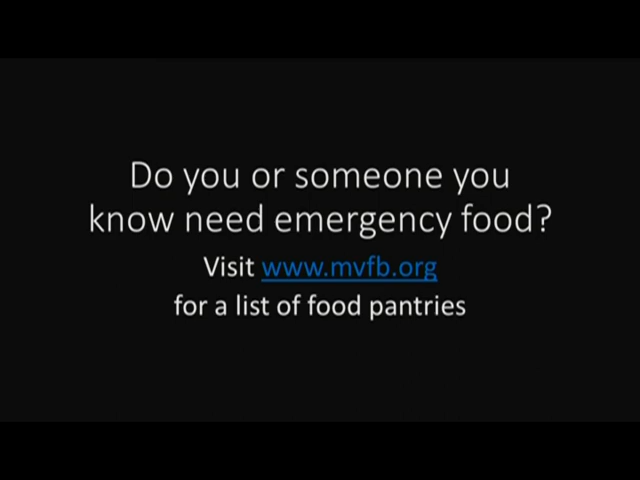 Do you or someone you
know need emergency food?
Visit www.mvfb.org
for a list of food pantries